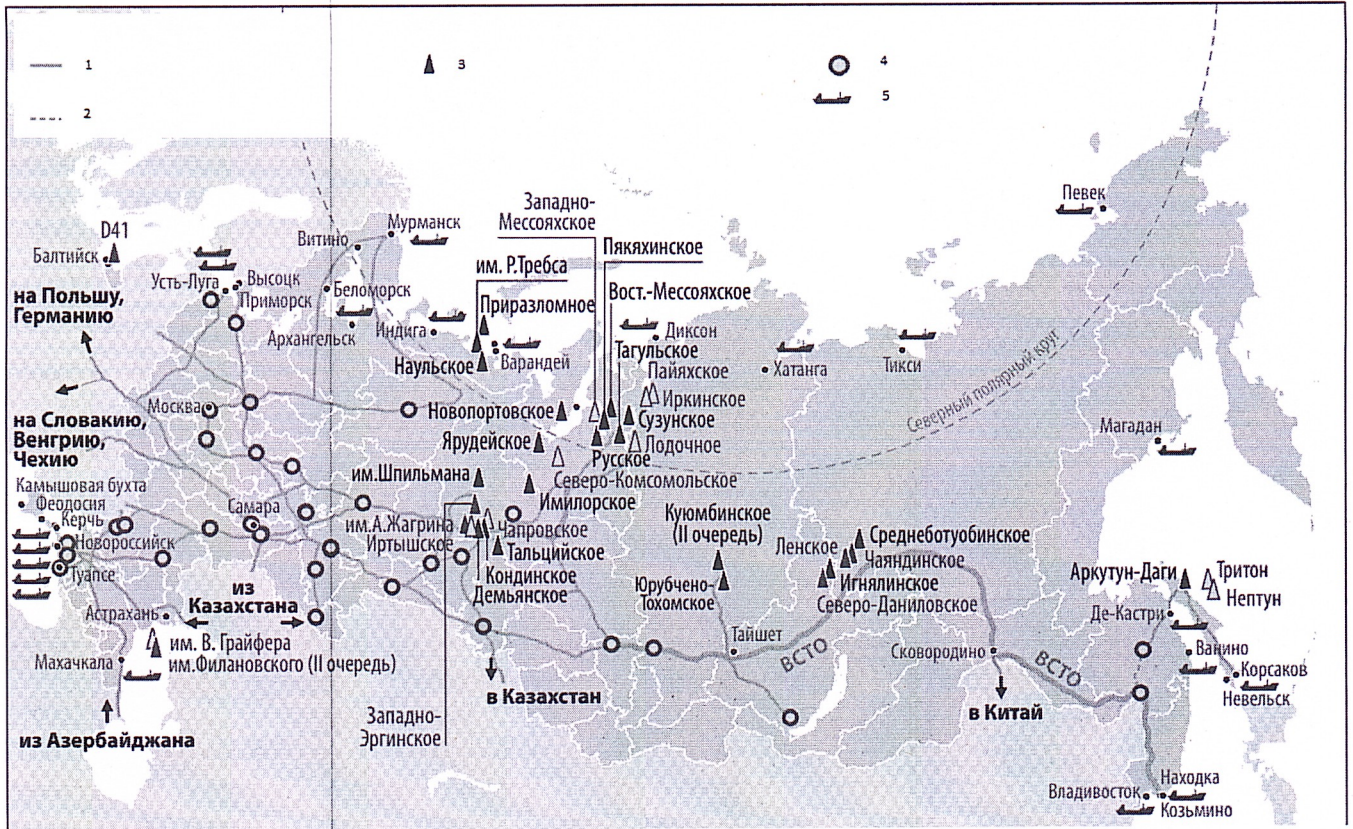 1
2
3
4
5
D41
Балтийск
Усть-Луга
Высоцк
Приморск
на Польшу,
Германию
на Словакию,
Венгрию,
Чехию
Москва
Витино
Мурманск
Беломорск
Архангельск
Индига
Западно-
Мессояхское
Пякяхинское
им. Р.Требса
Приразломное
Вост.-Мессояхское
Наульское
Варандей
Диксон
Тагульское
Пайяхское
Иркинское
Хатанга
Тикси
Певек
Северный полярный круг
Магадан
Новопортовское
Сузунское
Ярудейское
Лодочное
Русское
Северо-Комсомольское
им.Шпильмана
Имилорское
Камышовая бухта
Феодосия
Керчь
Новороссийск
Туапсе
Самара
им.А.Жагрина
Иртышское
Чапровское
Тальцийское
Кондинское
Демьянское
Куюмбинское
(II очередь)
Юрубчено-
Тохомское
Ленское
Среднеботуобинское
Чаяндинское
Игнялинское
Северо-Даниловское
Аркутун-Даги
Тритон
Нептун
Де-Кастри
Астрахань
из
Казахстана
им. В. Грайфера
им.Филановского (II очередь)
Махачкала
из Азербайджана
Тайшет
ВСТО
Сковородино
ВСТО
Ванино
Корсаков
Невельск
в Казахстан
Западно-
Эргинское
в Китай
Владивосток
Находка
Козьмино